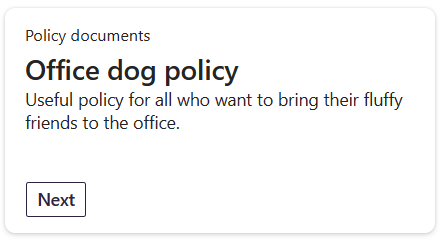 Policy documents
Office dog policy
Useful policy for all who want to bring their fluffy
friends to the office.
Next